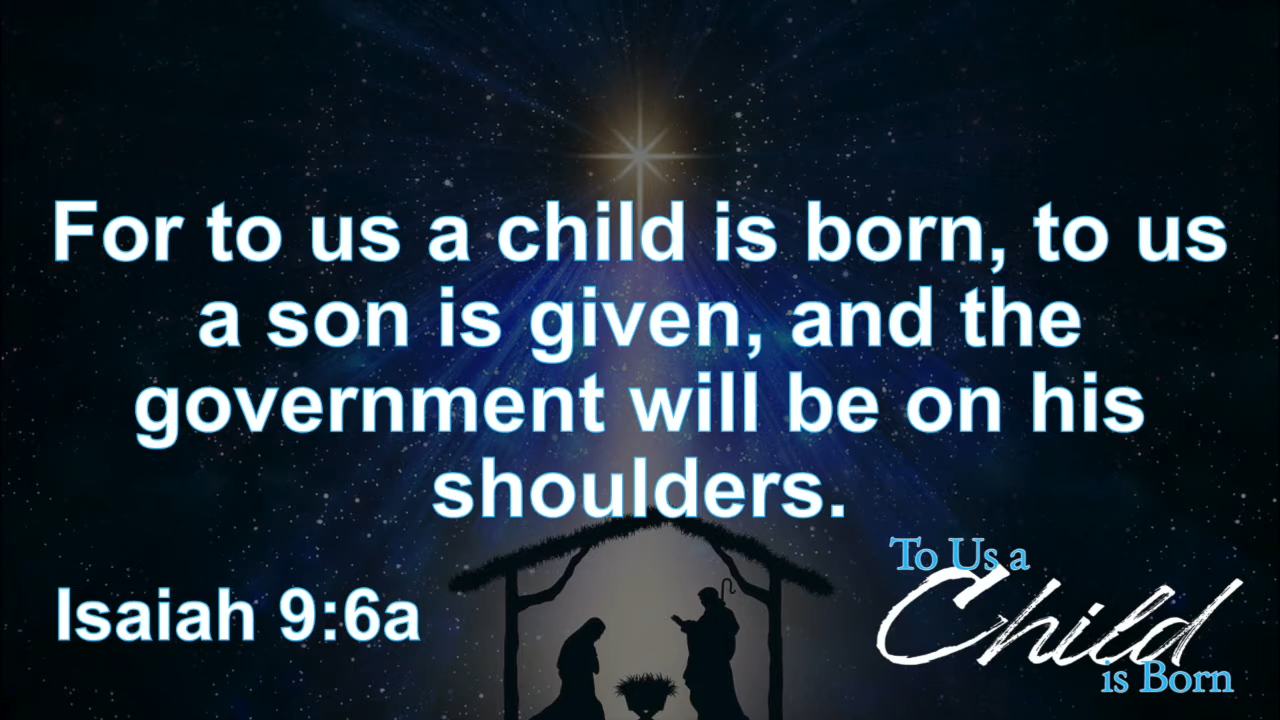 For to us a child is born, to us
a son is given, and the
government will be on his
shoulders.
Isaiah 9:6a
To Us a
Child
is Born